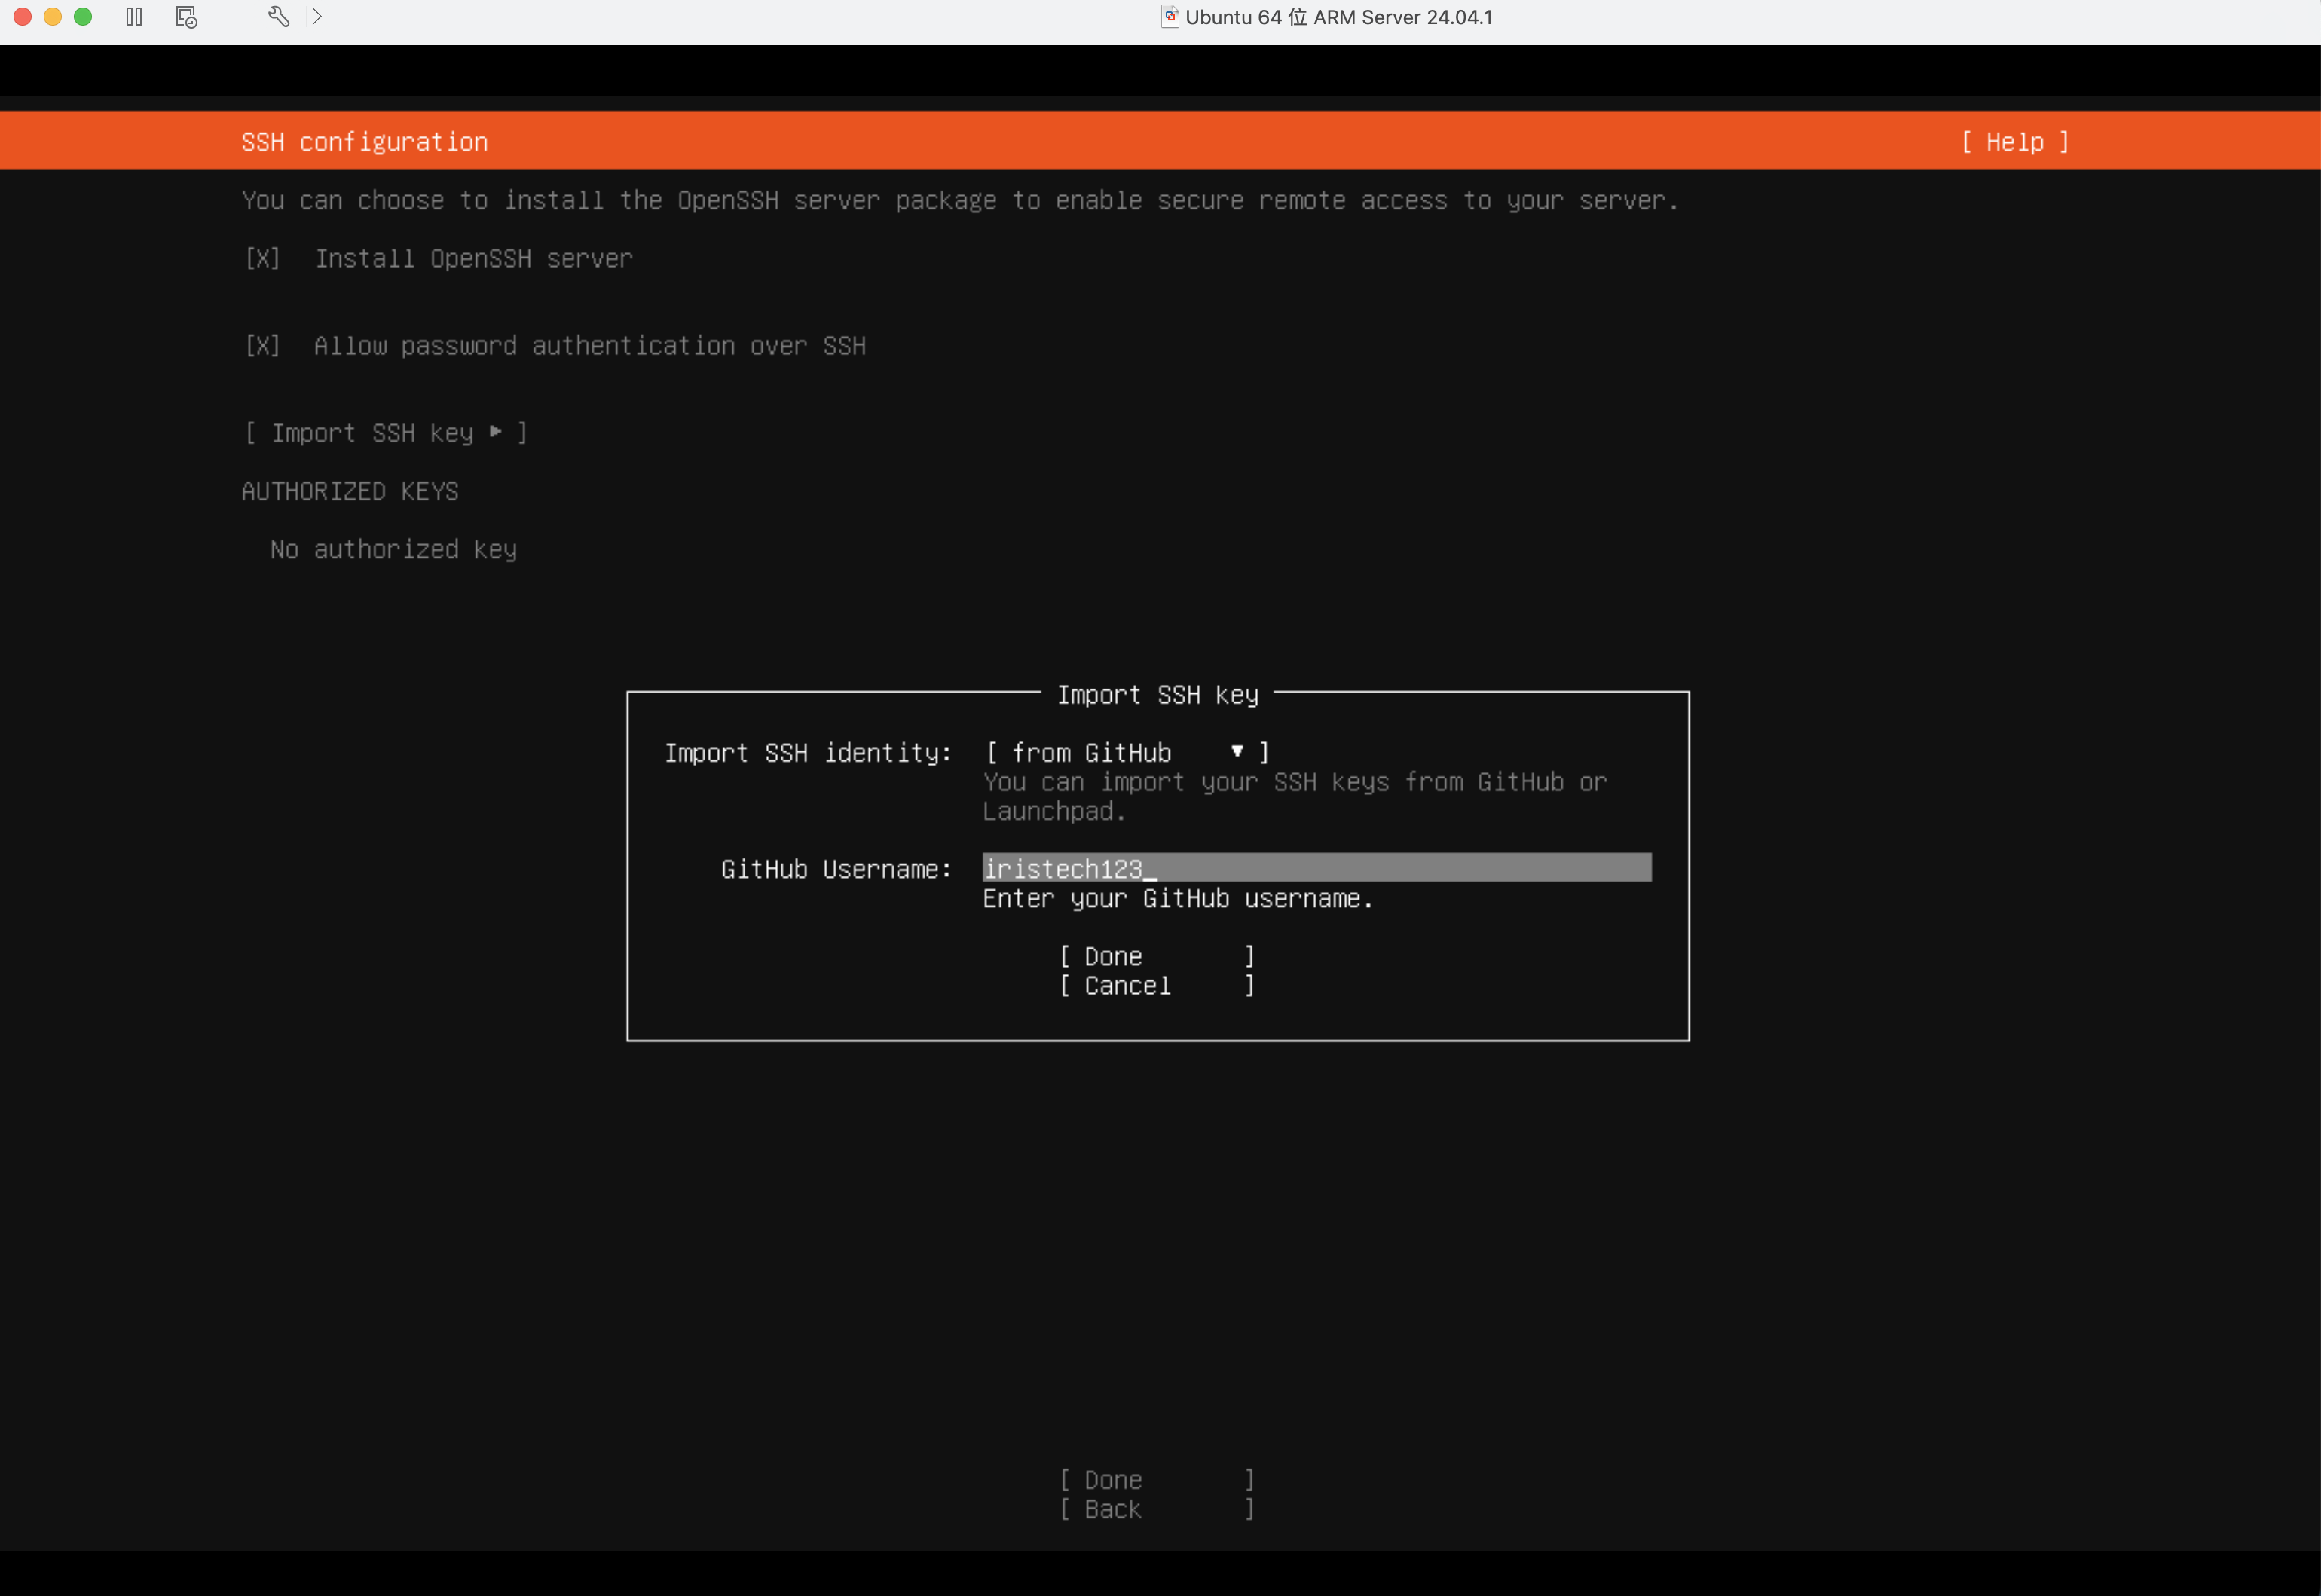 Ubuntu 64 位 ARM Server 24.04.1
SSH configuration [ Help ]
You can choose to install the OpenSSH server package to enable secure remote access to your server.
[X] Install OpenSSH server
[X] Allow password authentication over SSH
[ Import SSH key ▸ ]
AUTHORIZED KEYS
No authorized key
Import SSH key
Import SSH identity: [ from GitHub ▾ ]
You can import your SSH keys from GitHub or
Launchpad.
GitHub Username: iristech123_
Enter your GitHub username.
[ Done ]
[ Cancel ]
[ Done ]
[ Back ]